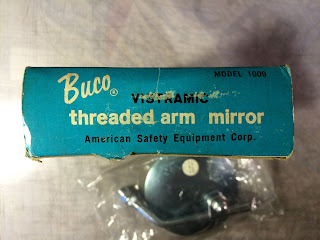 Buco®
MODEL 1009
VISTRAMIC
threaded arm mirror
American Safety Equipment Corp.